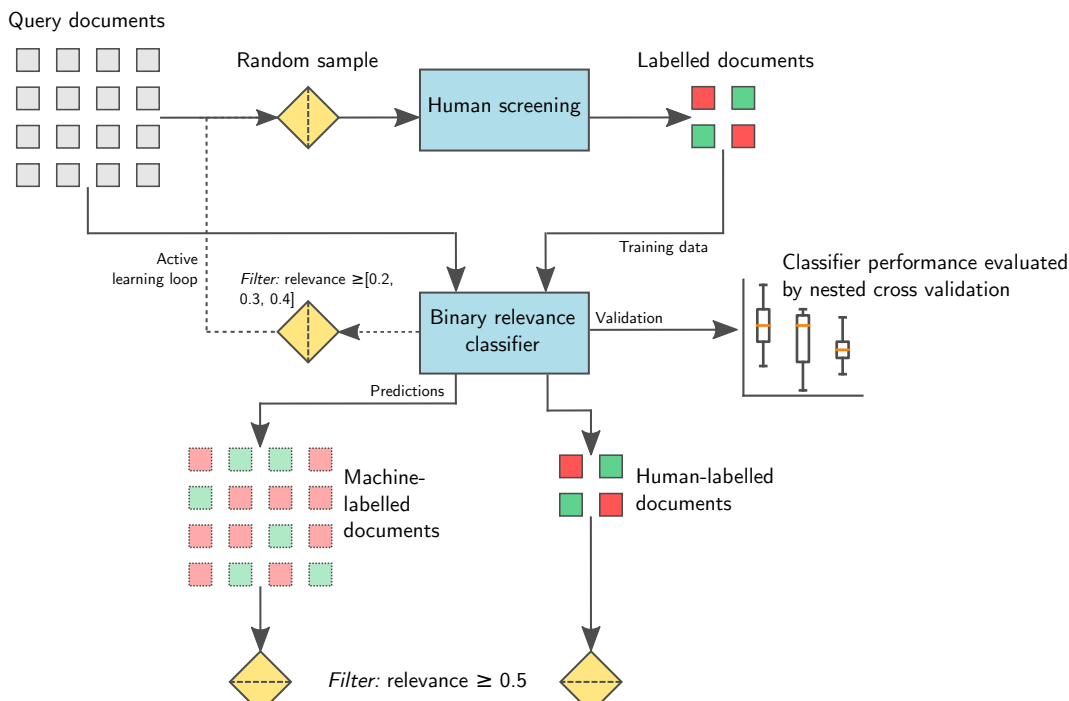 Query documents
Random sample
Human screening
Labelled documents
Training data
Active
learning loop
Filter: relevance ≥[0.2,
0.3, 0.4]
Binary relevance
classifier
Validation
Classifier performance evaluated
by nested cross validation
Predictions
Machine-
labelled
documents
Human-labelled
documents
Filter: relevance ≥ 0.5